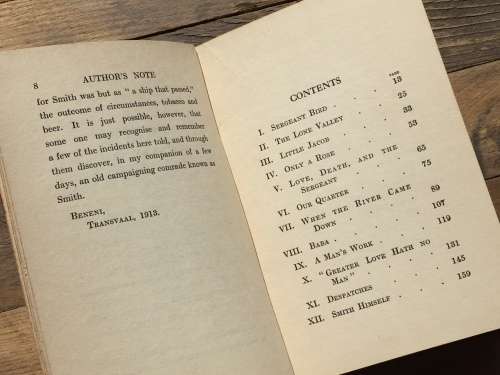 8 AUTHOR'S NOTE
for Smith was but as "a ship that passed,"
the outcome of circumstances, tobacco and
beer. It is just possible, however, that
some one may recognise and remember
a few of the incidents here told, and through
them discover, in my companion of a few
days, an old campaigning comrade known as
Smith.
BENENI,
TRANSVAAL, 1913.
CONTENTS
PAGE
I. SERGEANT BIRD . . . 13
II. THE LONE VALLEY . . . 25
III. LITTLE JACOB . . . 33
IV. ONLY A ROSE . . . 53
V. LOVE, DEATH, AND THE
SERGEANT . . . 65
VI. OUR QUARTER . . . 75
VII. WHEN THE RIVER CAME
DOWN . . . 89
VIII. BABA . . . 107
IX. A MAN'S WORK . . . 119
X. "GREATER LOVE HATH NO
MAN" . . . 131
XI. DESPATCHES . . . 145
XII. SMITH HIMSELF . . . 159